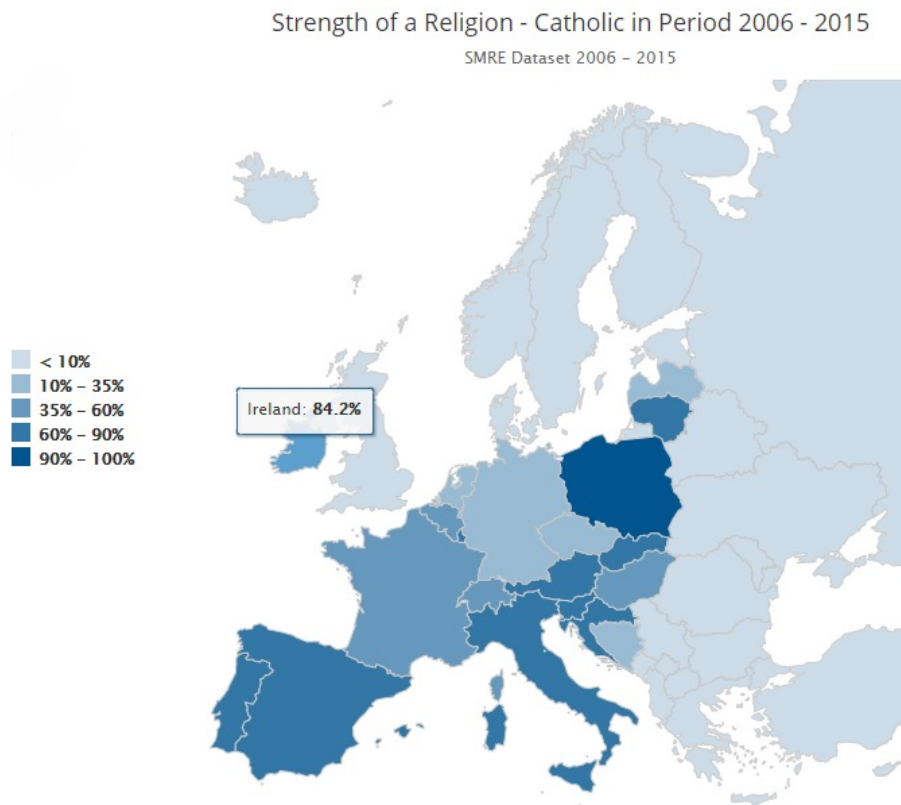 Strength of a Religion - Catholic in Period 2006 - 2015
SMRE Dataset 2006 - 2015
< 10%
10% - 35%
35% - 60%
60% - 90%
90% - 100%
Ireland: 84.2%